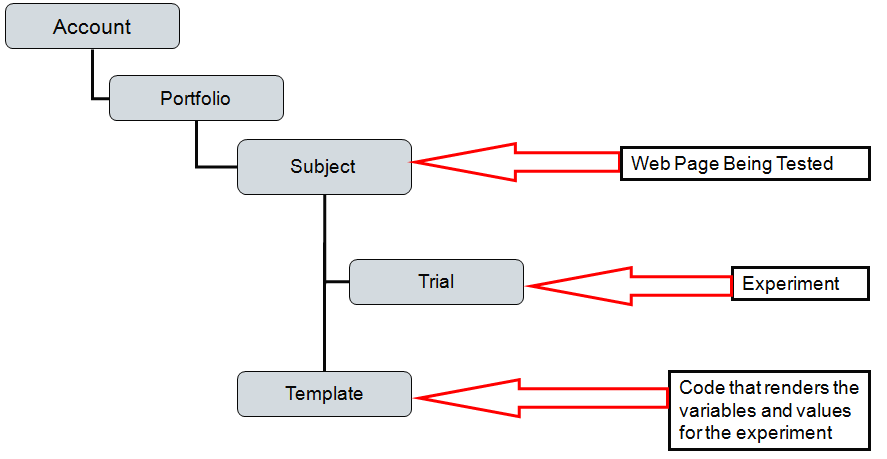 Account
Portfolio
Subject
Web Page Being Tested
Trial
Experiment
Template
Code that renders the
variables and values
for the experiment